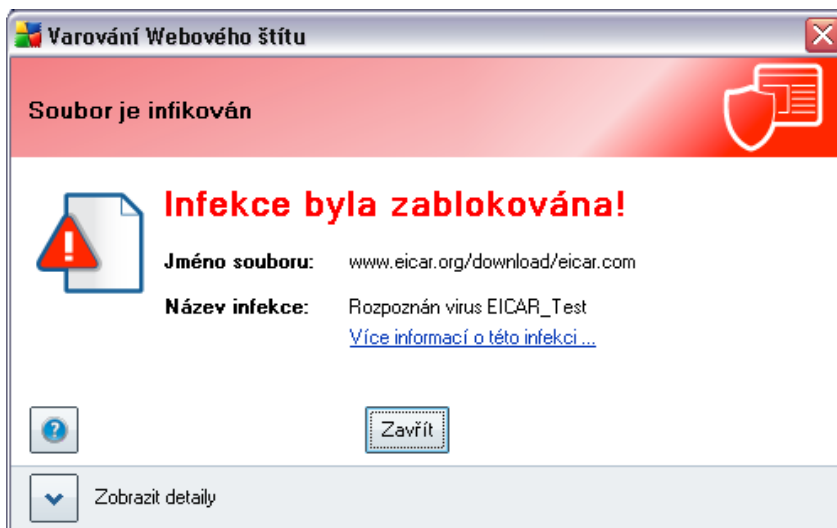 Varování Webového štítu
Soubor je infikován
Infekce byla zablokována!
Jméno souboru: www.eicar.org/download/eicar.com
Název infekce: Rozpoznán virus EICAR_Test
Více informací o této infekci ...
Zavřít
Zobrazit detaily